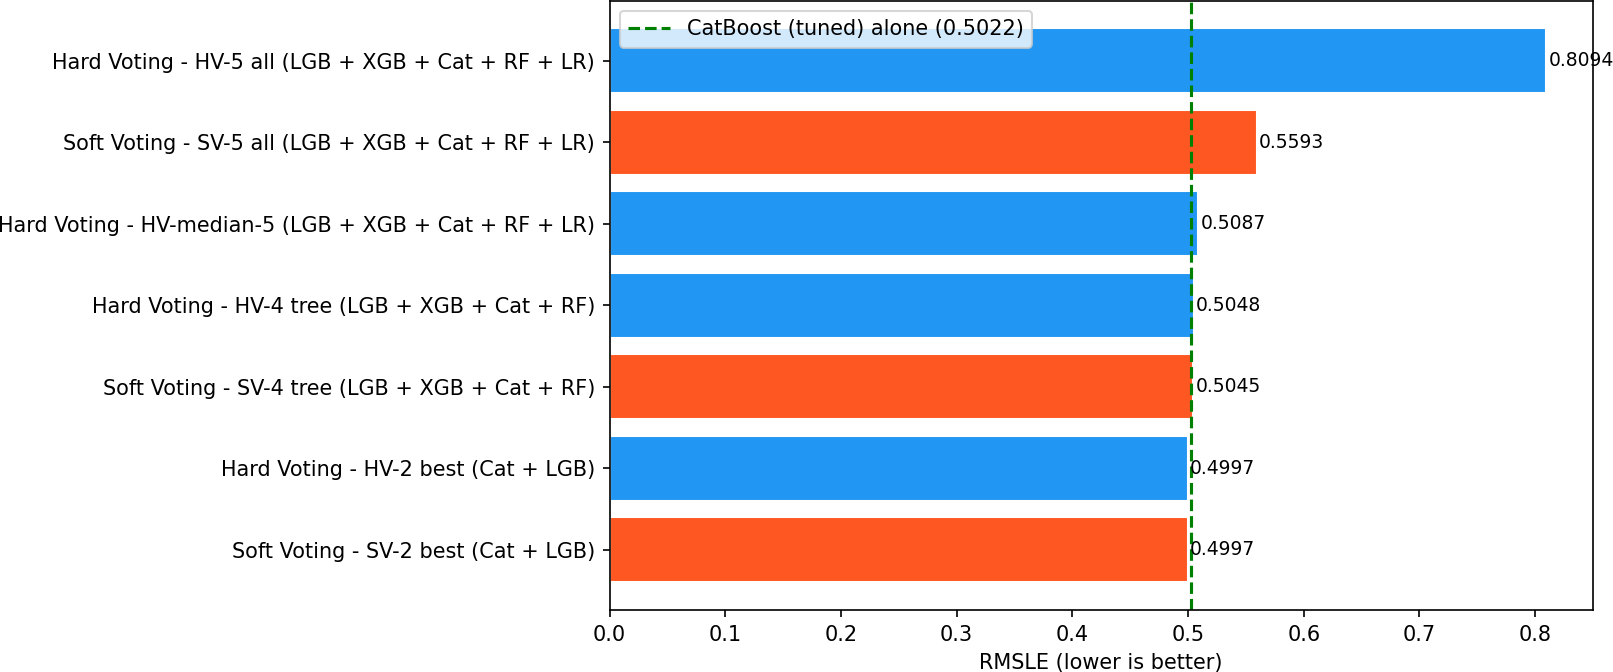 CatBoost (tuned) alone (0.5022)
Hard Voting - HV-5 all (LGB + XGB + Cat + RF + LR) 0.8094
Soft Voting - SV-5 all (LGB + XGB + Cat + RF + LR) 0.5593
Hard Voting - HV-median-5 (LGB + XGB + Cat + RF + LR) 0.5087
Hard Voting - HV-4 tree (LGB + XGB + Cat + RF) 0.5048
Soft Voting - SV-4 tree (LGB + XGB + Cat + RF) 0.5045
Hard Voting - HV-2 best (Cat + LGB) 0.4997
Soft Voting - SV-2 best (Cat + LGB) 0.4997
0.0 0.1 0.2 0.3 0.4 0.5 0.6 0.7 0.8
RMSLE (lower is better)